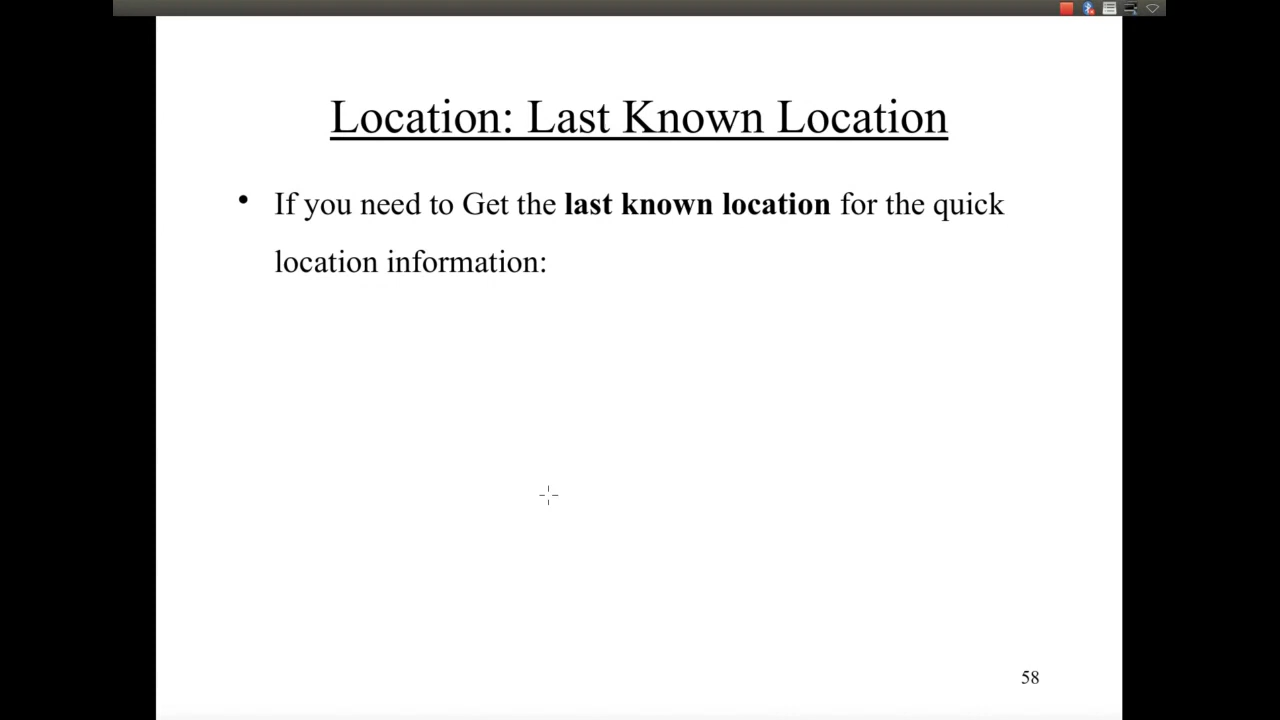 Location: Last Known Location
• If you need to Get the last known location for the quick
location information:
58